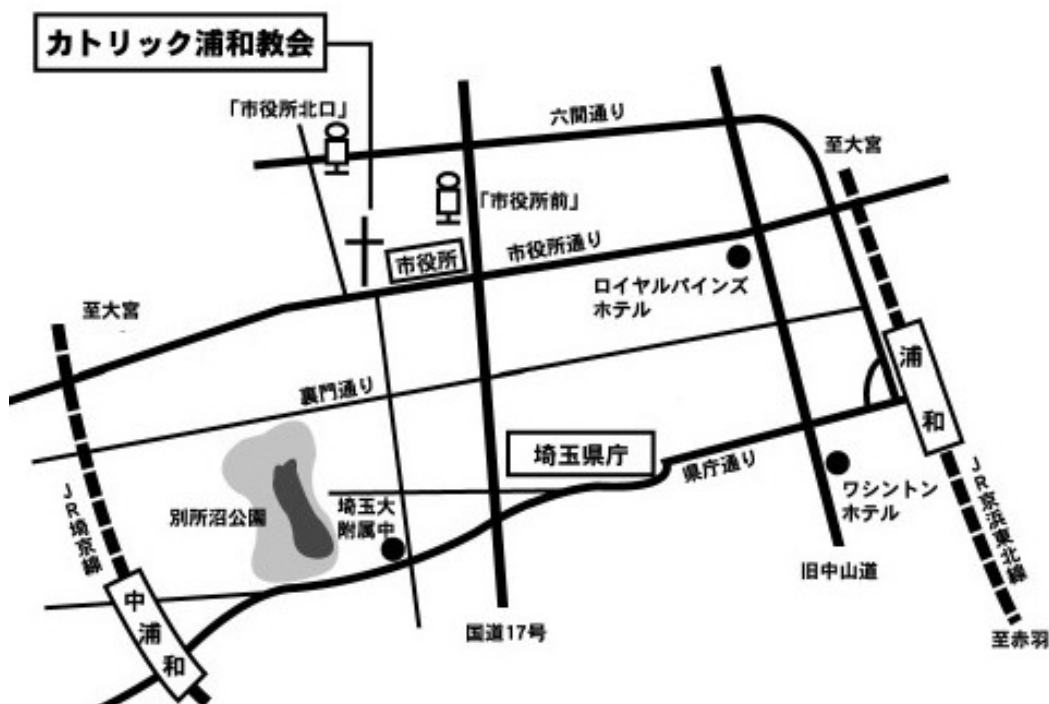 カトリック浦和教会
「市役所北口」
六間通り
至大宮
「市役所前」
市役所
市役所通り
ロイヤルパインズ
ホテル
至大宮
浦和
裏門通り
埼玉県庁
県庁通り
JR埼京線
別所沼公園
埼玉大
附属中
ワシントン
ホテル
JR京浜東北線
旧中山道
中浦和
国道17号
至赤羽